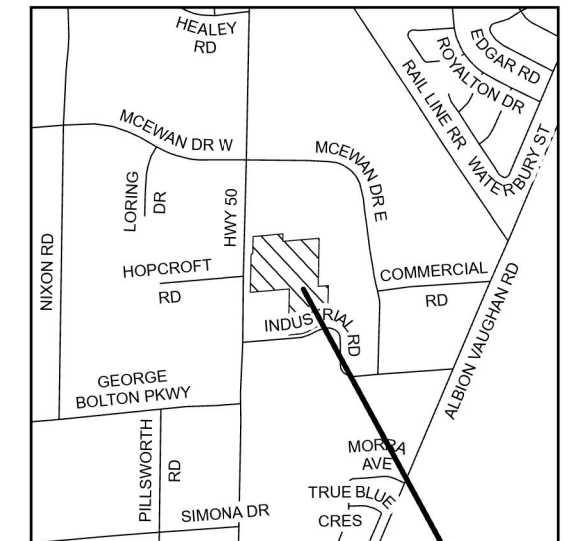 HEALEY
RD
EDGAR RD
ROYALTON DR
RAIL LINE RR
WATERBURY ST
MCEWAN DR W
MCEWAN DR E
LORING
DR
HWY 50
NIXON RD
HOPCROFT
RD
COMMERCIAL
RD
INDUSTRIAL RD
ALBION VAUGHAN RD
GEORGE
BOLTON PKWY
PILLSWORTH
RD
MORRA
AVE
TRUE BLUE
CRES
SIMONA DR